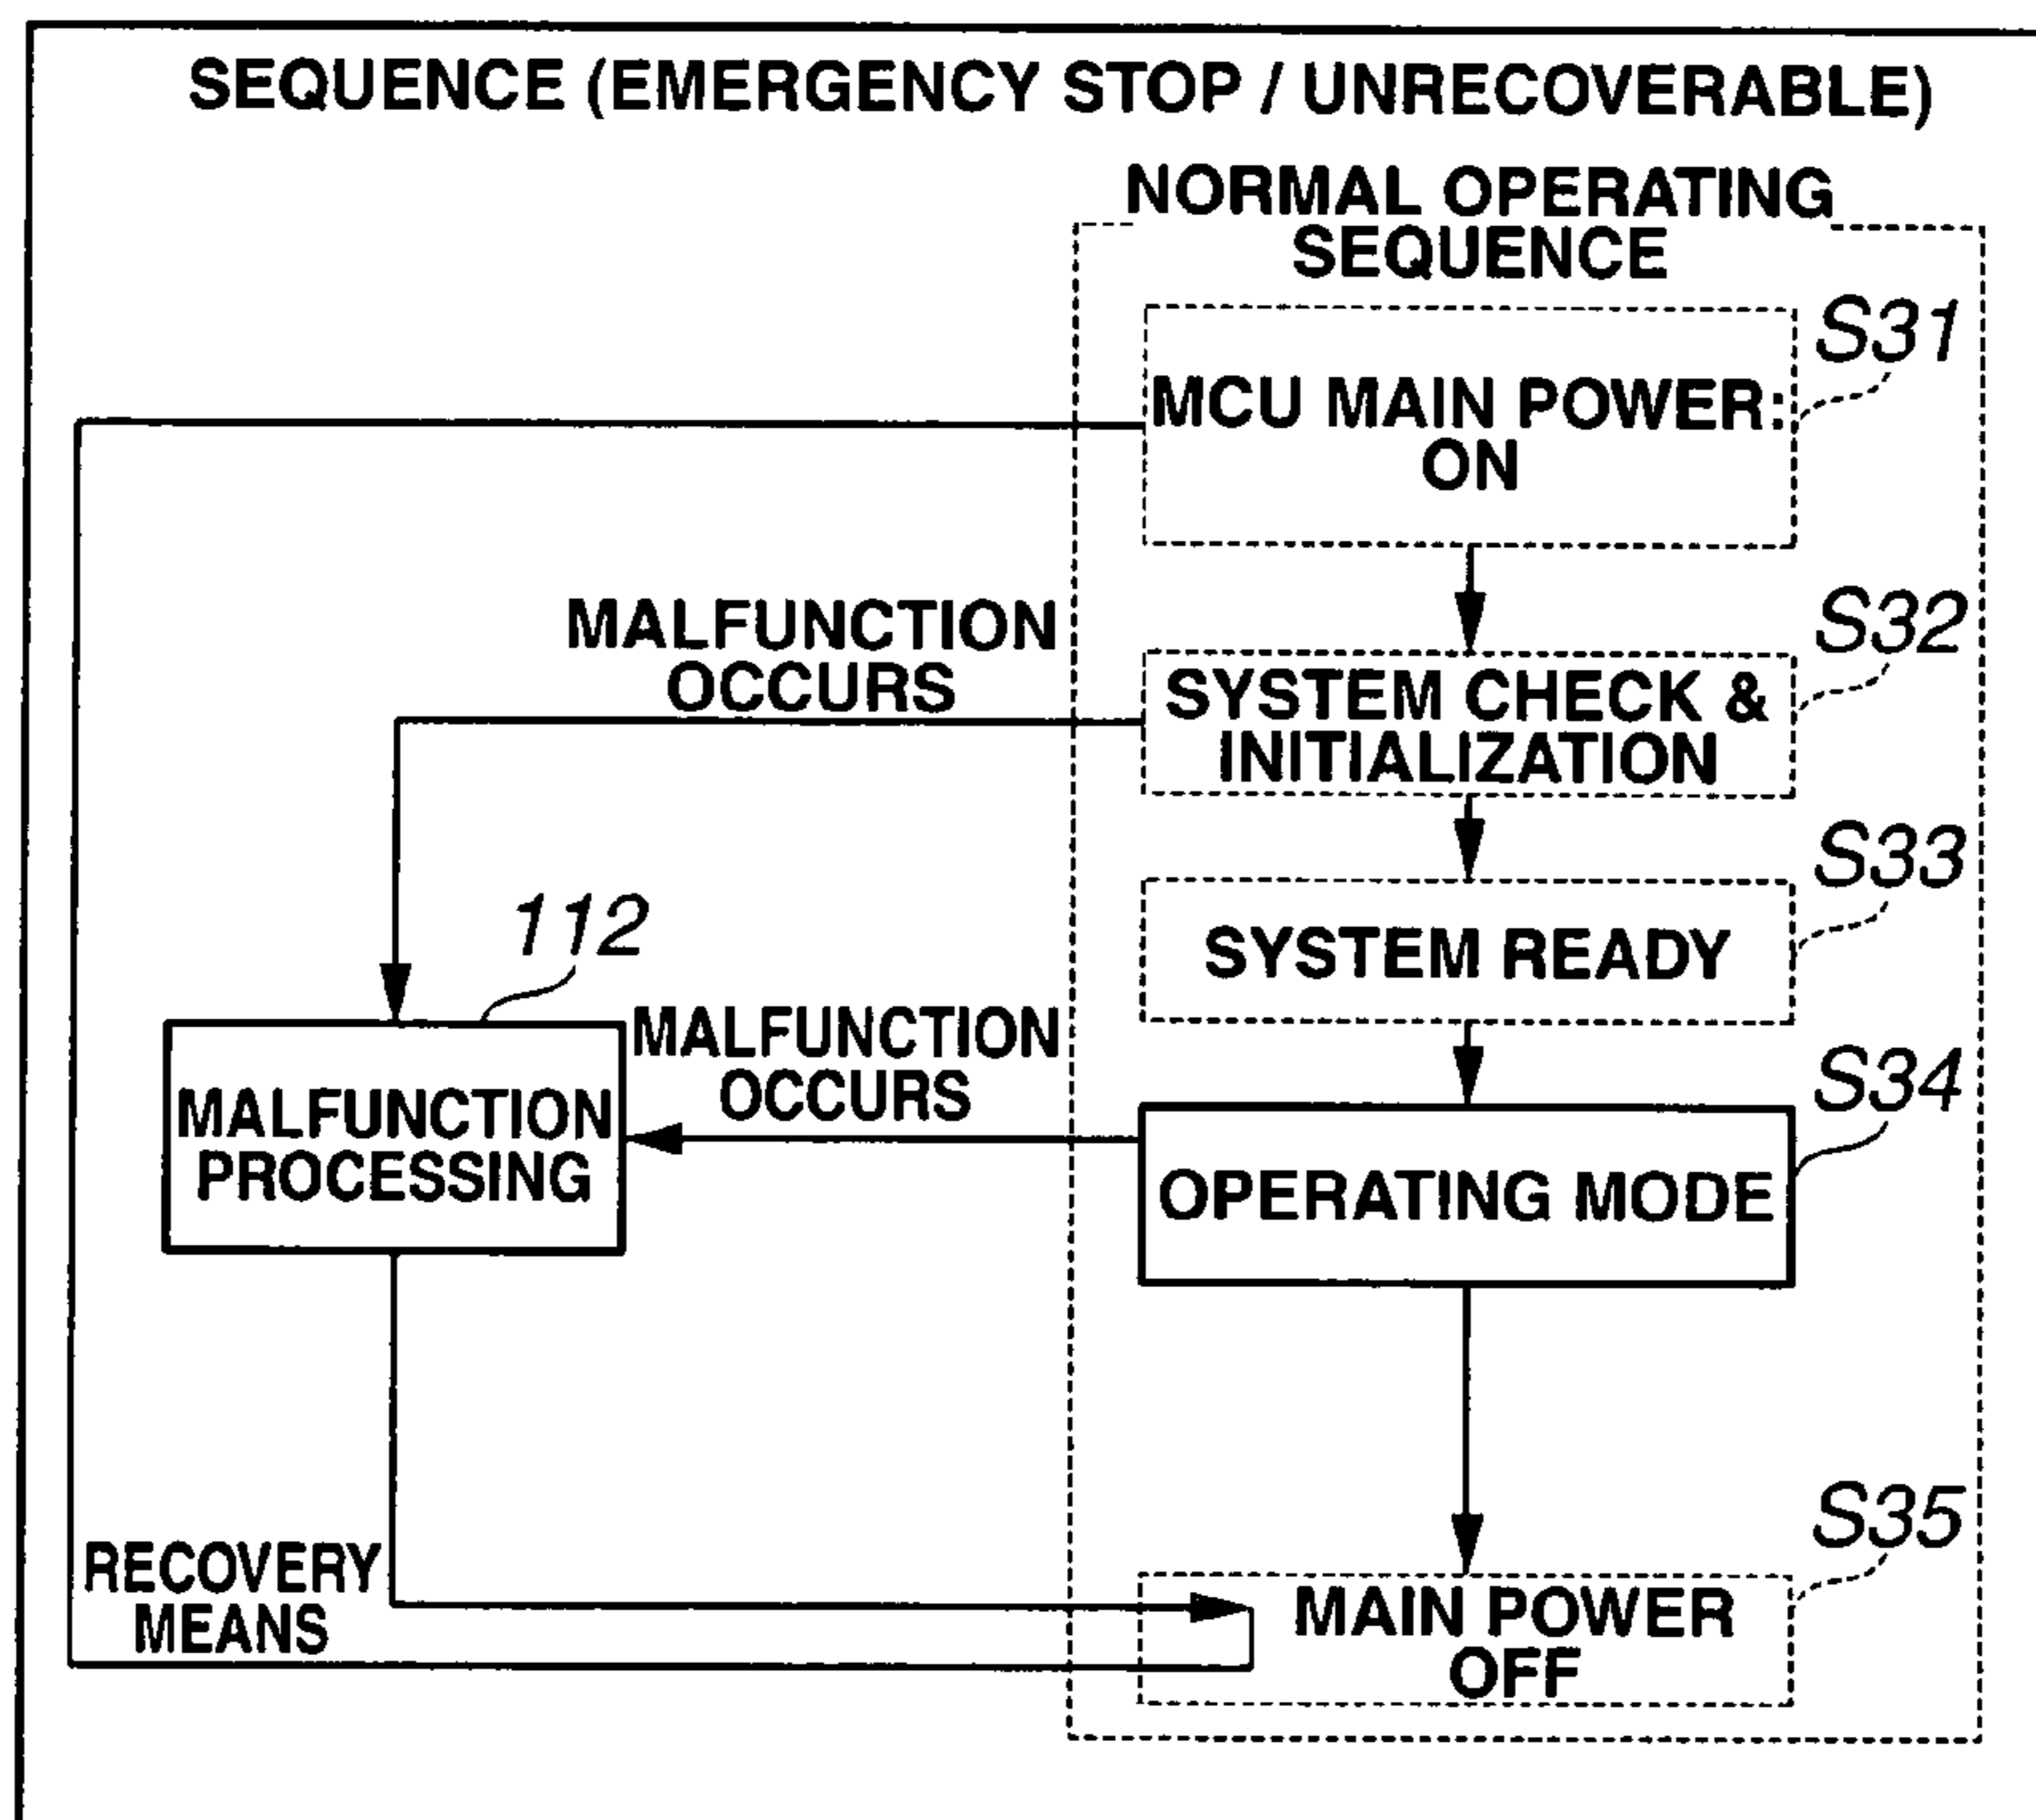 SEQUENCE (EMERGENCY STOP / UNRECOVERABLE)
NORMAL OPERATING
SEQUENCE
S31
MCU MAIN POWER:
ON
S32
MALFUNCTION
OCCURS
SYSTEM CHECK &
INITIALIZATION
S33
SYSTEM READY
112
MALFUNCTION
OCCURS
S34
MALFUNCTION
PROCESSING
OPERATING MODE
S35
RECOVERY
MEANS
MAIN POWER
OFF